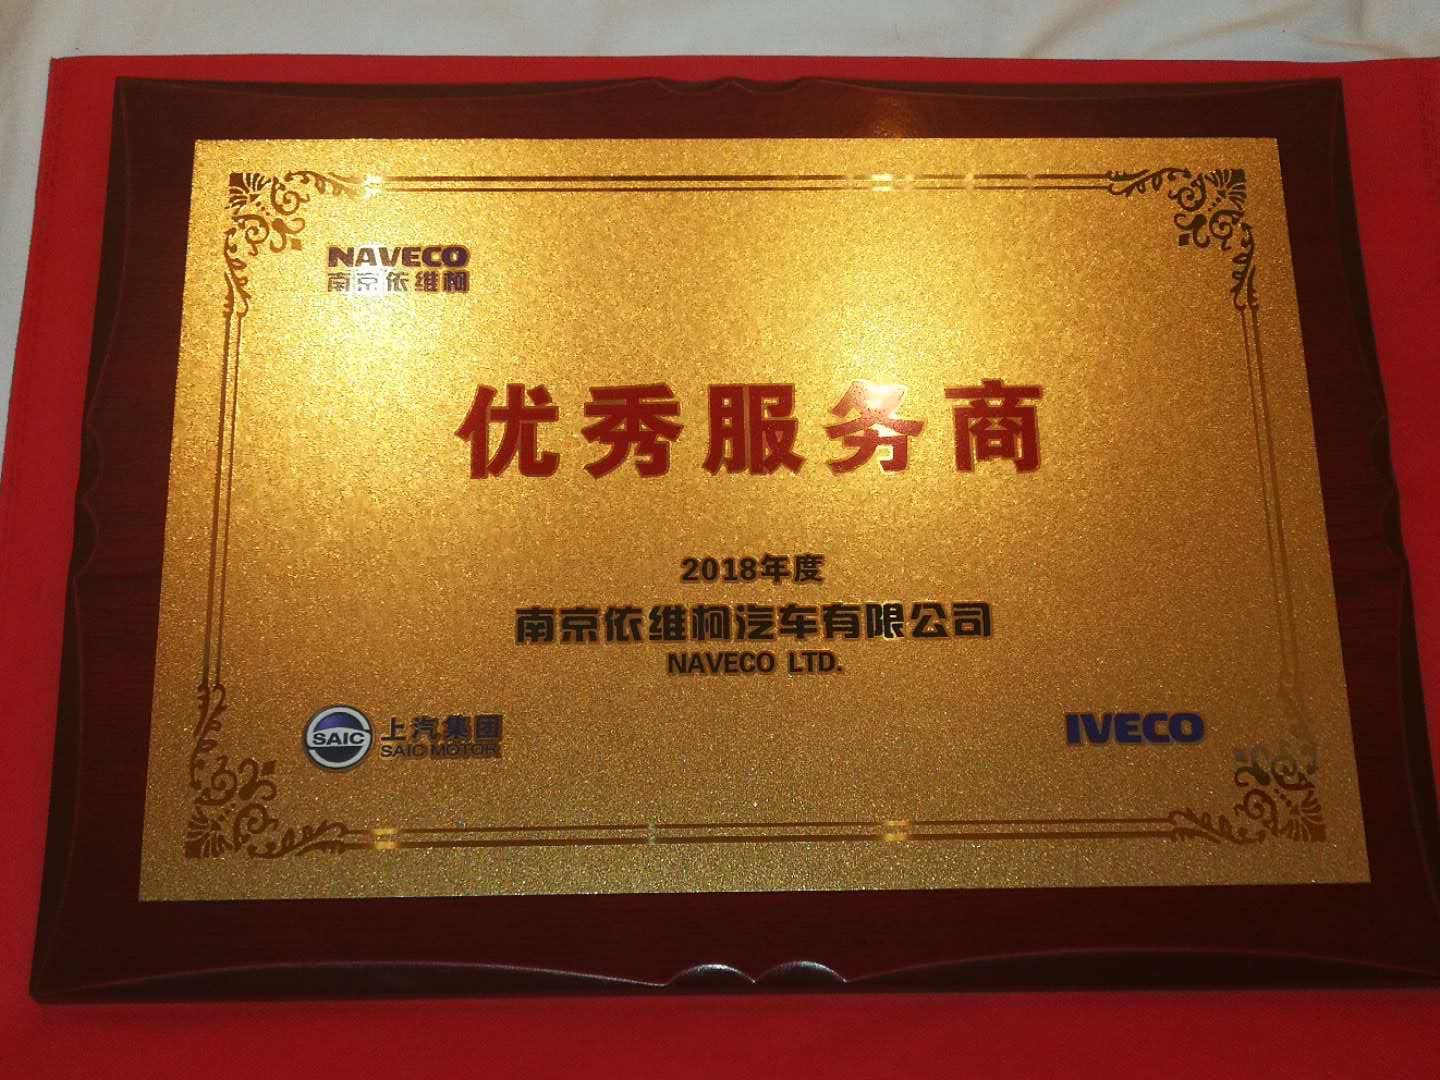 NAVECO
南京依维柯
优秀服务商
2018年度
南京依维柯汽车有限公司
NAVECO LTD.
SAIC
上汽集团
SAIC MOTOR
IVECO